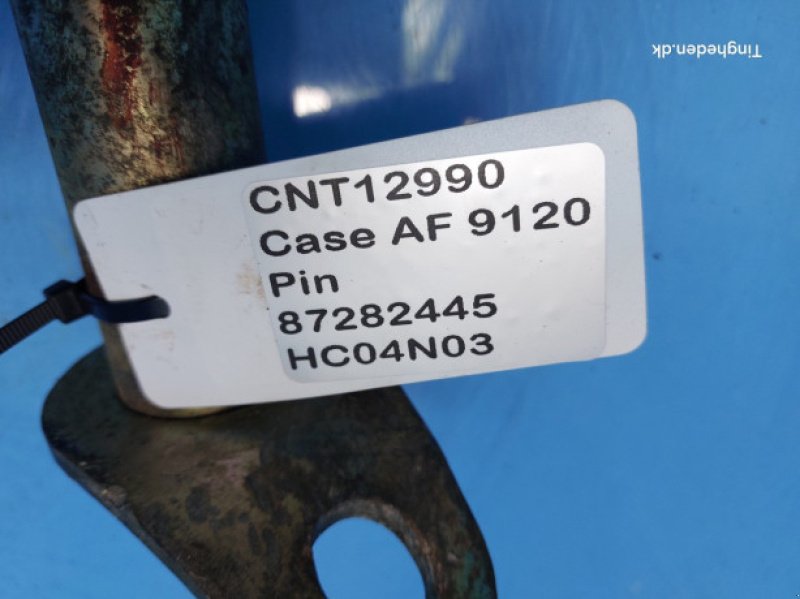 Tingheden.dk
CNT12990
Case AF 9120
Pin
87282445
HC04N03